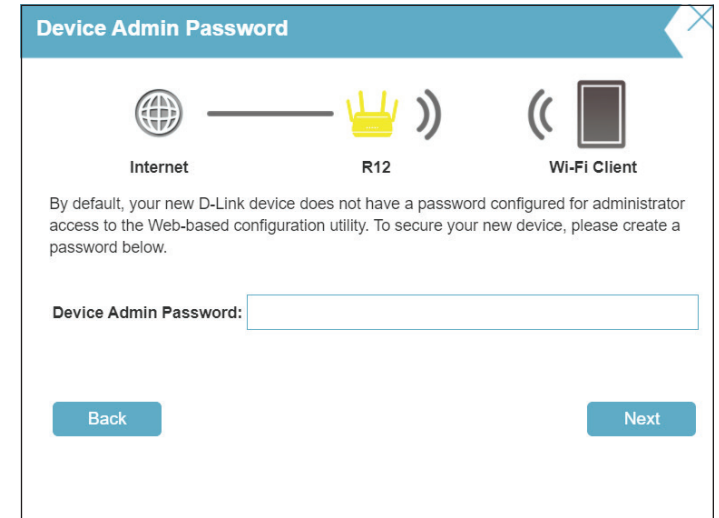 Device Admin Password
Internet
R12
Wi-Fi Client
By default, your new D-Link device does not have a password configured for administrator
access to the Web-based configuration utility. To secure your new device, please create a
password below.
Device Admin Password:
Back
Next